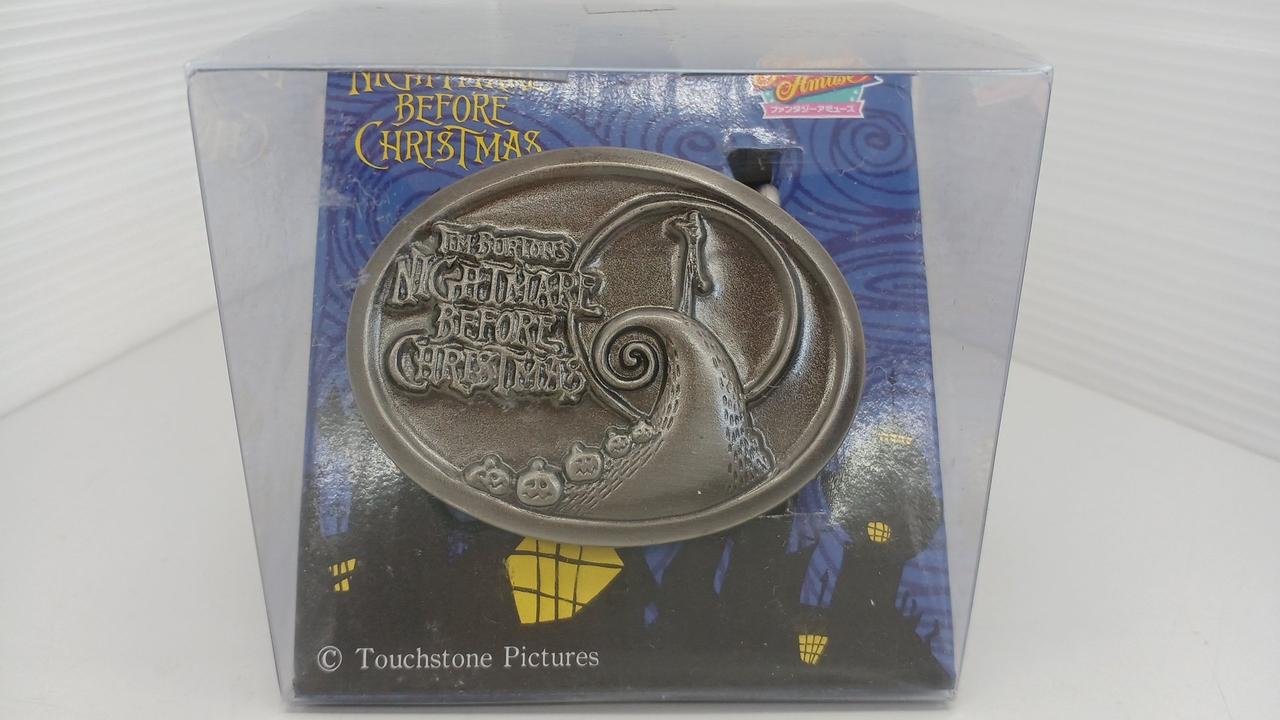 NIGHTMARE
BEFORE
CHRISTMAS
Amuse
ファンタジーアミューズ
TIM BURTON'S
NIGHTMARE
BEFORE
CHRISTMAS
© Touchstone Pictures